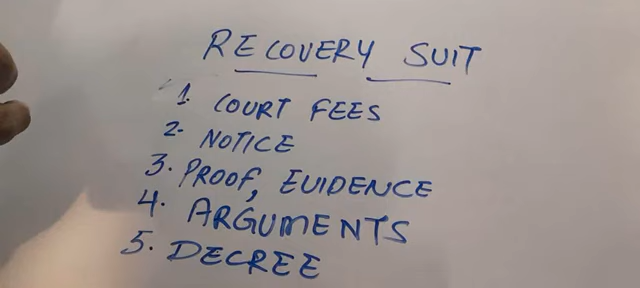 RECOVERY SUIT
1. COURT FEES
2. NOTICE
3. PROOF, EVIDENCE
4. ARGUMENTS
5. DECREE